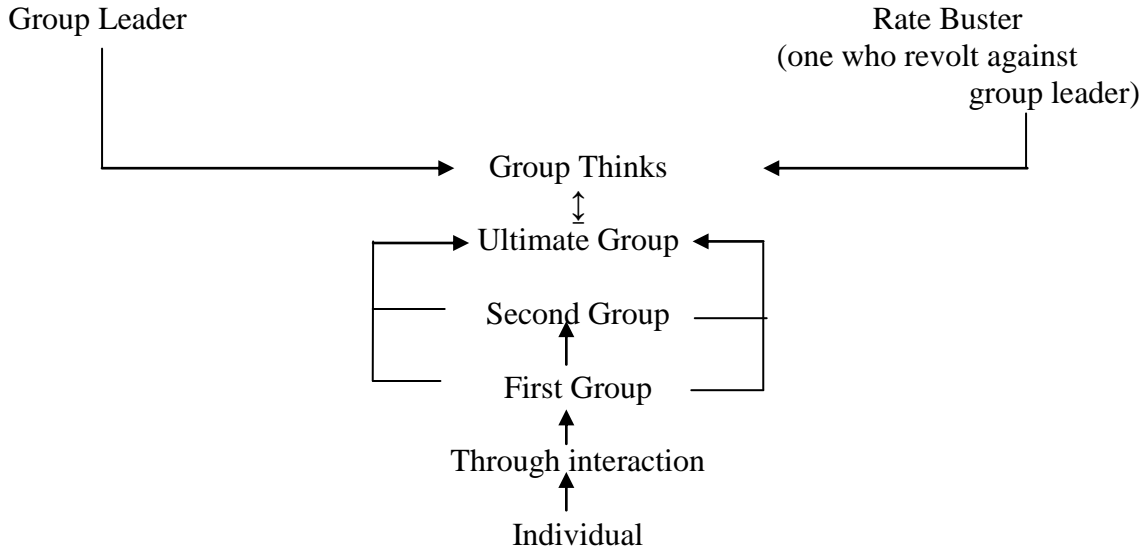 Group Leader
Rate Buster
(one who revolt against
group leader)
Group Thinks
Ultimate Group
Second Group
First Group
Through interaction
Individual